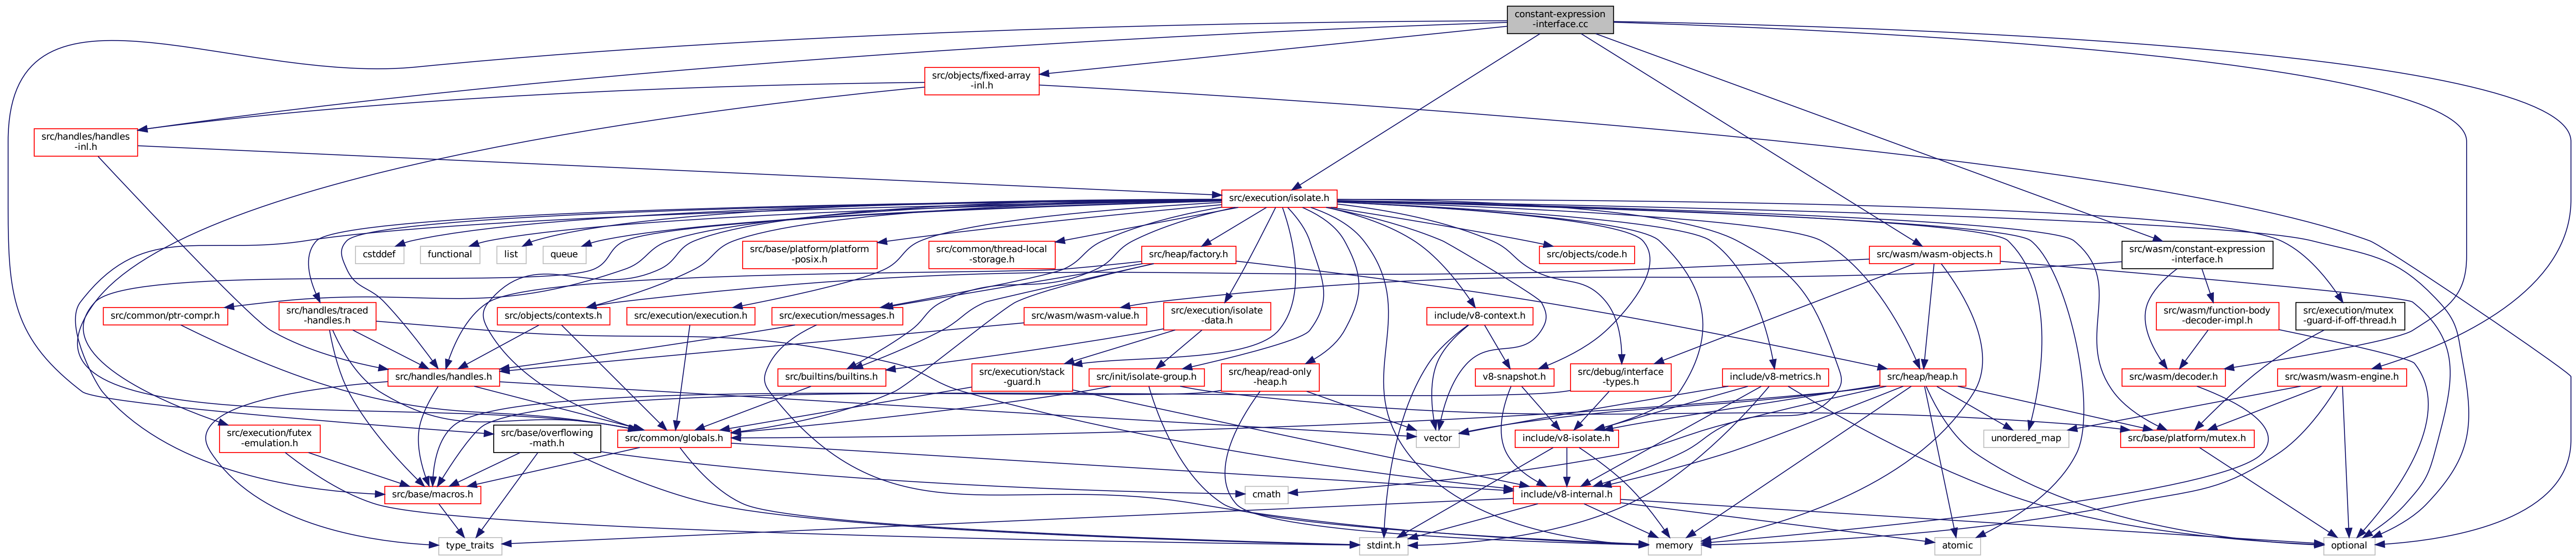 constant-expression
-interface.cc
src/objects/fixed-array
-inl.h
src/handles/handles
-inl.h
src/execution/isolate.h
cstddef
functional
list
queue
src/base/platform/platform
-posix.h
src/common/thread-local
-storage.h
src/heap/factory.h
src/objects/code.h
src/wasm/wasm-objects.h
src/wasm/constant-expression
-interface.h
src/common/ptr-compr.h
src/handles/traced
-handles.h
src/objects/contexts.h
src/execution/execution.h
src/execution/messages.h
src/wasm/wasm-value.h
src/execution/isolate
-data.h
include/v8-context.h
src/wasm/function-body
-decoder-impl.h
src/execution/mutex
-guard-if-off-thread.h
src/handles/handles.h
src/builtins/builtins.h
src/execution/stack
-guard.h
src/init/isolate-group.h
src/heap/read-only
-heap.h
v8-snapshot.h
src/debug/interface
-types.h
include/v8-metrics.h
src/heap/heap.h
src/wasm/decoder.h
src/wasm/wasm-engine.h
src/execution/futex
-emulation.h
src/base/overflowing
-math.h
src/common/globals.h
vector
include/v8-isolate.h
unordered_map
src/base/platform/mutex.h
src/base/macros.h
cmath
include/v8-internal.h
type_traits
stdint.h
memory
atomic
optional